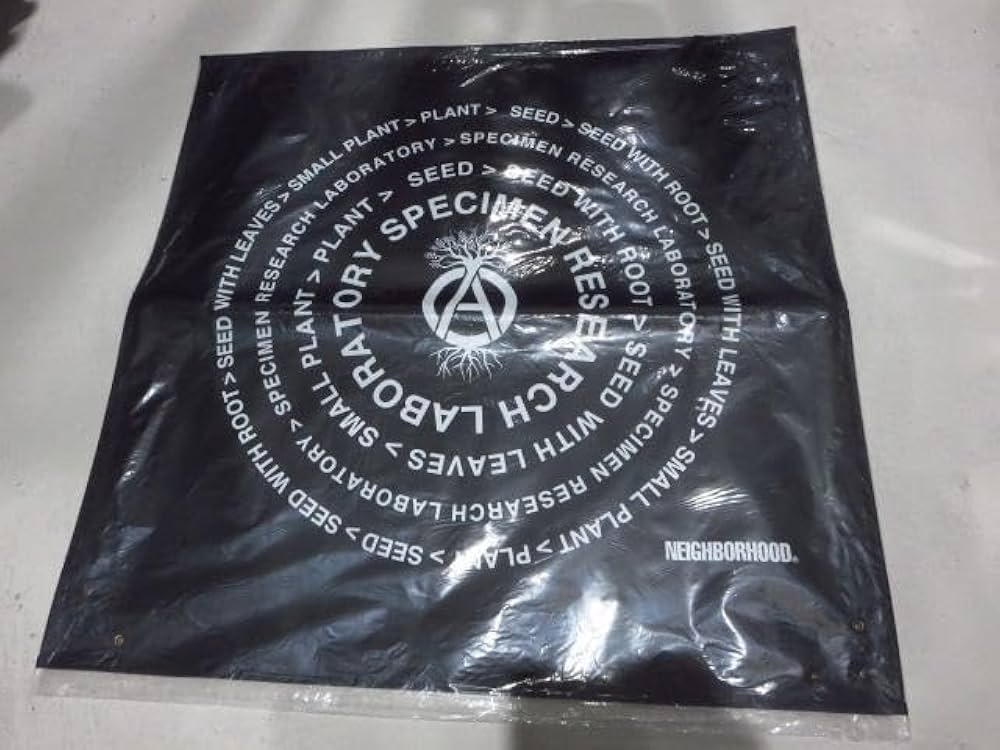 SEED > SEED WITH ROOT > SEED WITH LEAVES > SMALL PLANT > PLANT > SEED > SEED WITH ROOT > SEED WITH LEAVES > SMALL PLANT > PLANT >
SPECIMEN RESEARCH LABORATORY > SPECIMEN RESEARCH LABORATORY > SPECIMEN RESEARCH LABORATORY >
SEED > SEED WITH ROOT > SEED WITH LEAVES > SMALL PLANT > PLANT >
SPECIMEN RESEARCH LABORATORY
A
NEIGHBORHOOD®